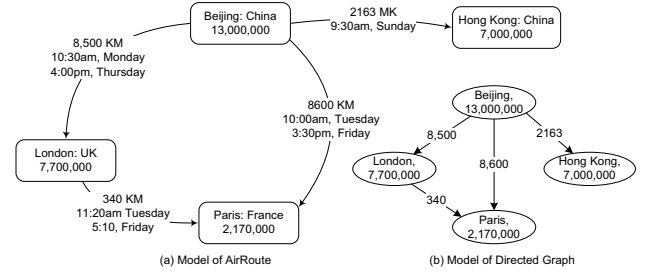 Beijing: China
13,000,000
2163 MK
9:30am, Sunday
Hong Kong: China
7,000,000
8,500 KM
10:30am, Monday
4:00pm, Thursday
8600 KM
10:00am, Tuesday
3:30pm, Friday
London: UK
7,700,000
340 KM
11:20am Tuesday
5:10, Friday
Paris: France
2,170,000
(a) Model of AirRoute
Beijing,
13,000,000
8,500
8,600
2163
London,
7,700,000
Hong Kong,
7,000,000
340
Paris,
2,170,000
(b) Model of Directed Graph